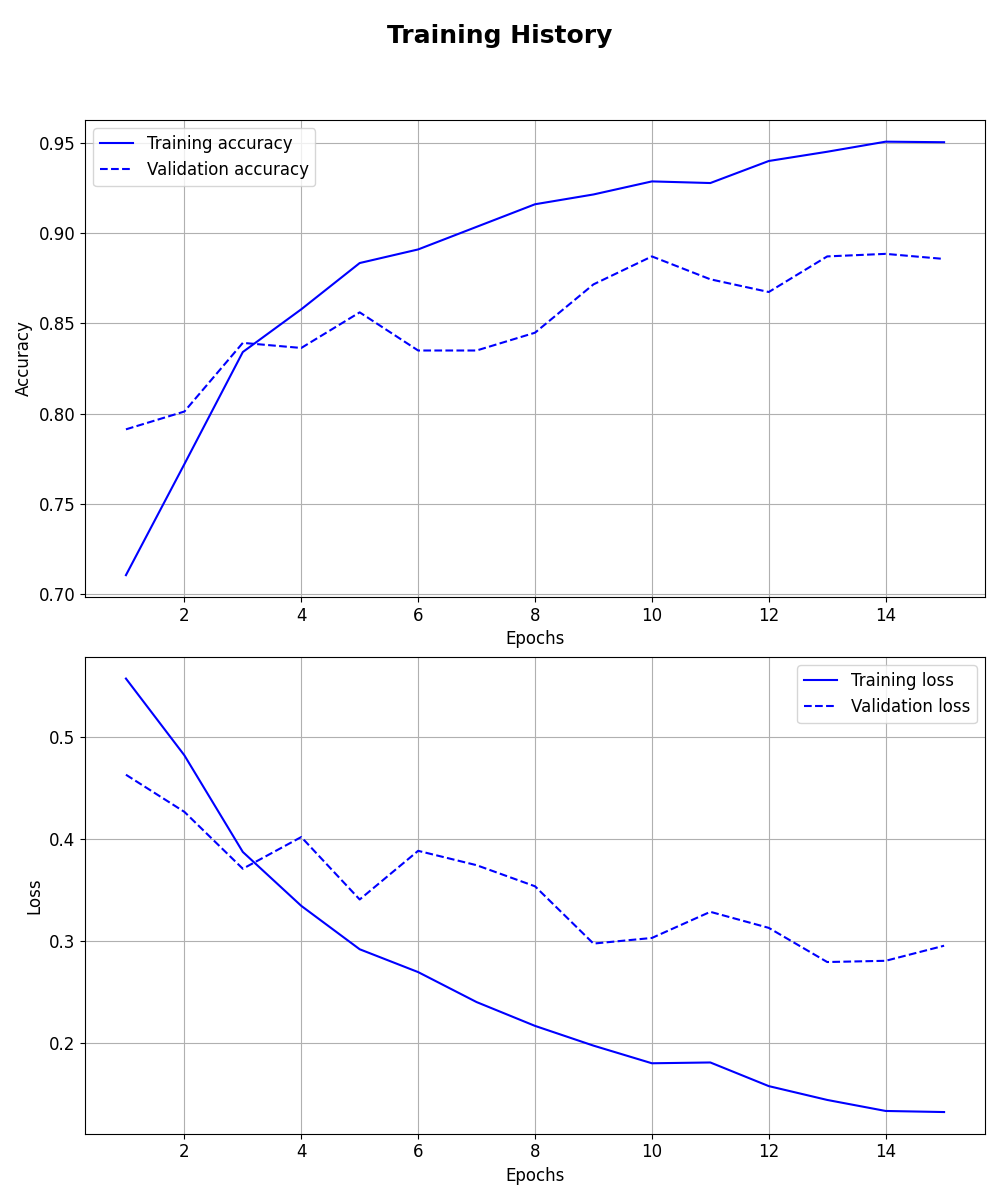 Training History
Training accuracy
Validation accuracy
0.95
0.90
0.85
0.80
0.75
0.70
Accuracy
2 4 6 8 10 12 14
Epochs
Training loss
Validation loss
0.5
0.4
0.3
0.2
Loss
2 4 6 8 10 12 14
Epochs